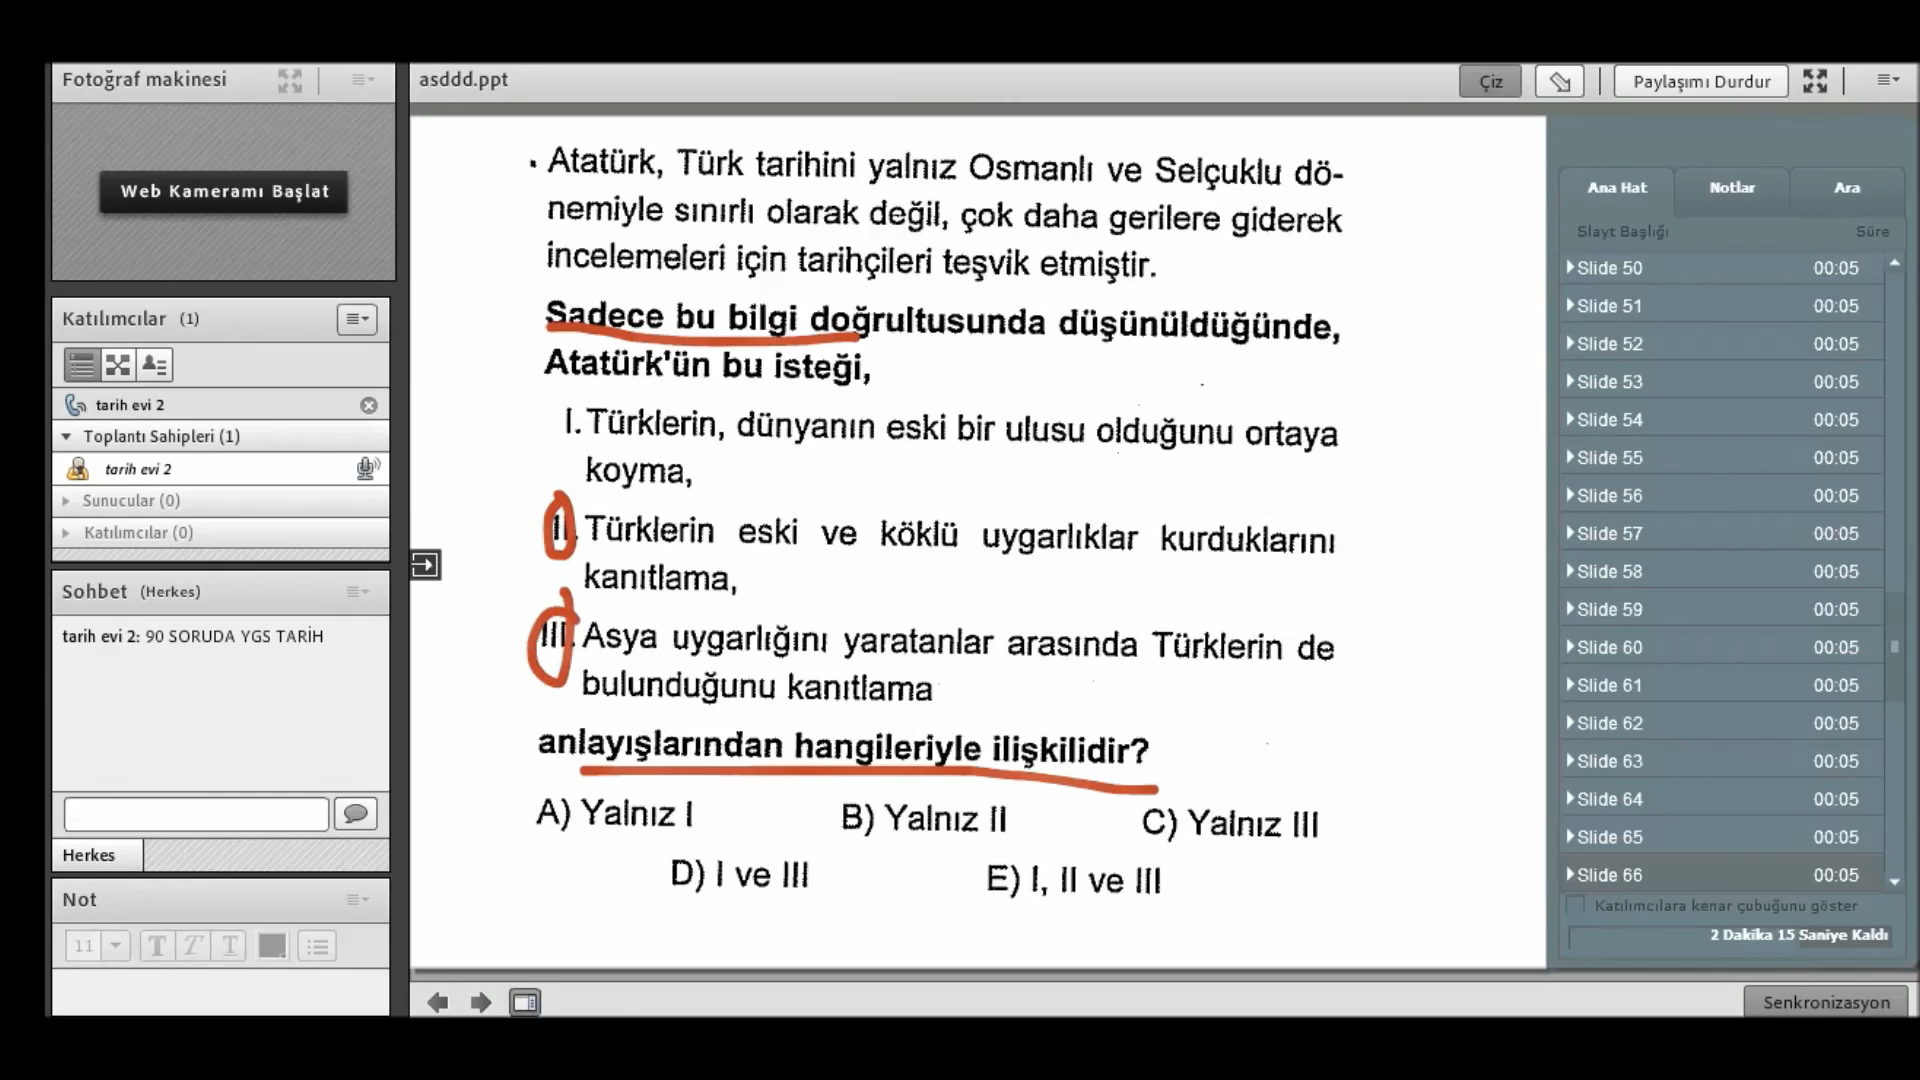 Fotoğraf makinesi
Web Kameramı Başlat
Katılımcılar (1)
tarih evi 2
Toplantı Sahipleri (1)
tarih evi 2
Sunucular (0)
Katılımcılar (0)
Sohbet (Herkes)
tarih evi 2: 90 SORUDA YGS TARİH
Herkes
Not
11
T T T
asddd.ppt
Çiz
Paylaşımı Durdur
. Atatürk, Türk tarihini yalnız Osmanlı ve Selçuklu dö-
nemiyle sınırlı olarak değil, çok daha gerilere giderek
incelemeleri için tarihçileri teşvik etmiştir.
Sadece bu bilgi doğrultusunda düşünüldüğünde,
Atatürk'ün bu isteği,
I. Türklerin, dünyanın eski bir ulusu olduğunu ortaya
koyma,
II. Türklerin eski ve köklü uygarlıklar kurduklarını
kanıtlama,
III. Asya uygarlığını yaratanlar arasında Türklerin de
bulunduğunu kanıtlama
anlayışlarından hangileriyle ilişkilidir?
A) Yalnız I B) Yalnız II C) Yalnız III
D) I ve III E) I, II ve III
Ana Hat Notlar Ara
Slayt Başlığı Süre
Slide 50 00:05
Slide 51 00:05
Slide 52 00:05
Slide 53 00:05
Slide 54 00:05
Slide 55 00:05
Slide 56 00:05
Slide 57 00:05
Slide 58 00:05
Slide 59 00:05
Slide 60 00:05
Slide 61 00:05
Slide 62 00:05
Slide 63 00:05
Slide 64 00:05
Slide 65 00:05
Slide 66 00:05
Katılımcılara kenar çubuğunu göster
2 Dakika 15 Saniye Kaldı
Senkronizasyon